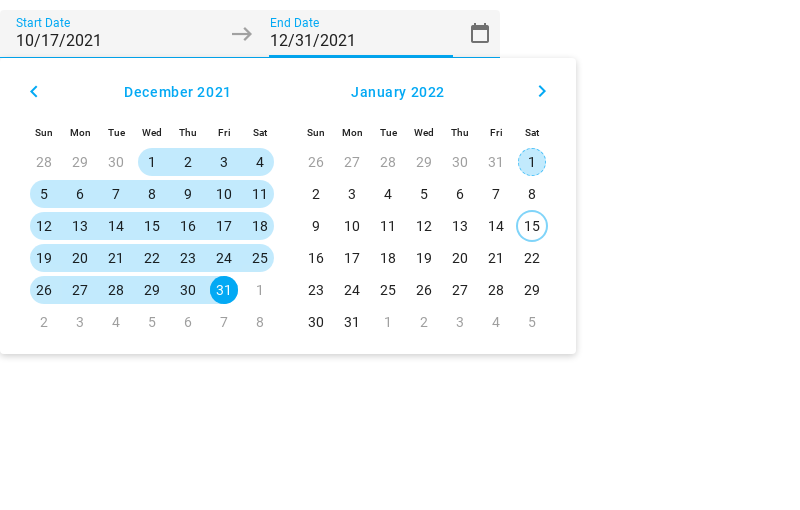 Start Date
End Date
10/17/2021
12/31/2021
December 2021
January 2022
Sun Mon Tue Wed Thu Fri Sat
Sun Mon Tue Wed Thu Fri Sat
28 29 30 1 2 3 4
26 27 28 29 30 31 1
5 6 7 8 9 10 11
2 3 4 5 6 7 8
12 13 14 15 16 17 18
9 10 11 12 13 14 15
19 20 21 22 23 24 25
16 17 18 19 20 21 22
26 27 28 29 30 31 1
23 24 25 26 27 28 29
2 3 4 5 6 7 8
30 31 1 2 3 4 5